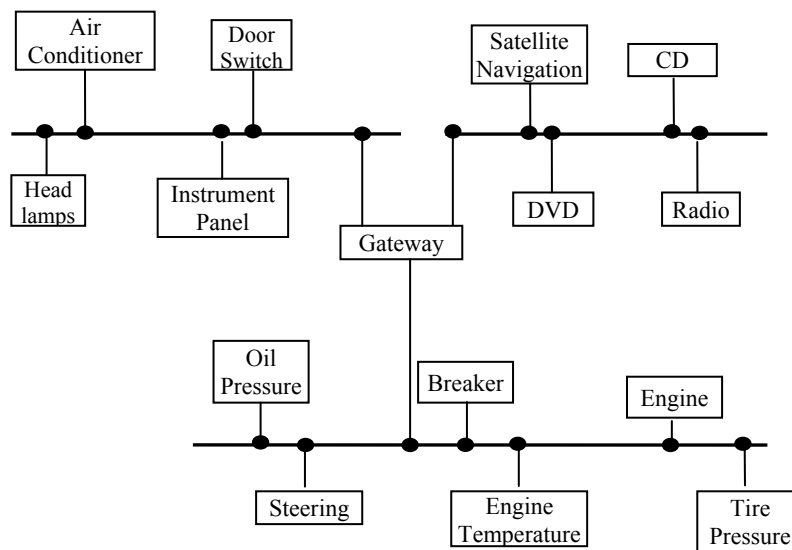 Air
Conditioner
Door
Switch
Satellite
Navigation
CD
Head
lamps
Instrument
Panel
DVD
Radio
Gateway
Oil
Pressure
Breaker
Engine
Steering
Engine
Temperature
Tire
Pressure